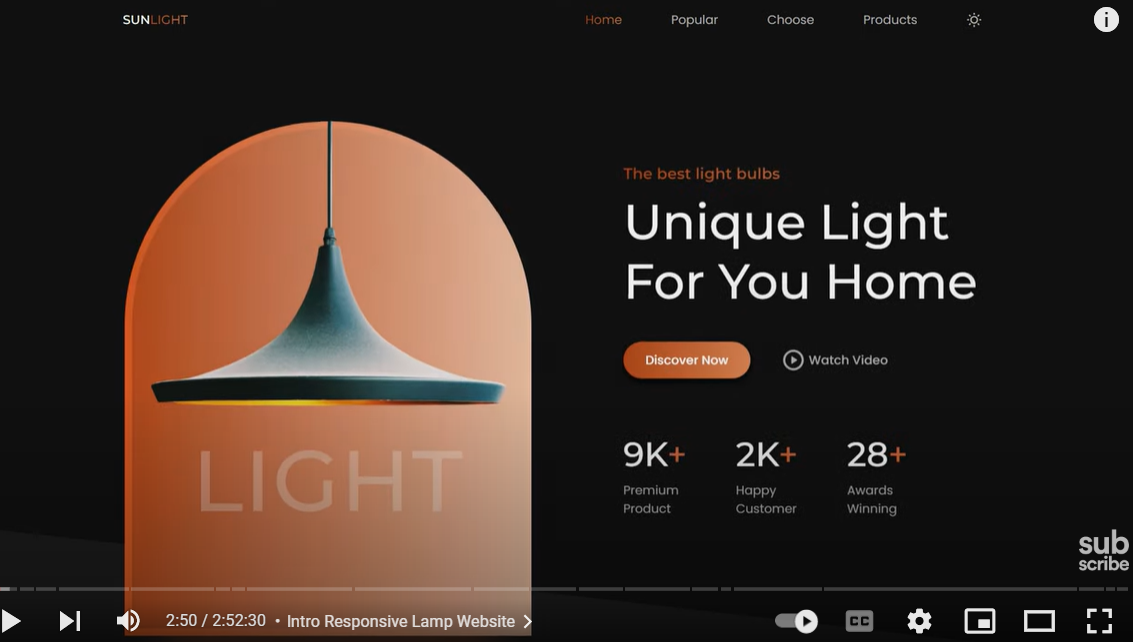 SUNLIGHT
Home Popular Choose Products
i
The best light bulbs
Unique Light
For You Home
Discover Now Watch Video
LIGHT
9K+ 2K+ 28+
Premium Happy Awards
Product Customer Winning
sub
scribe
2:50 / 2:52:30 • Intro Responsive Lamp Website
CC